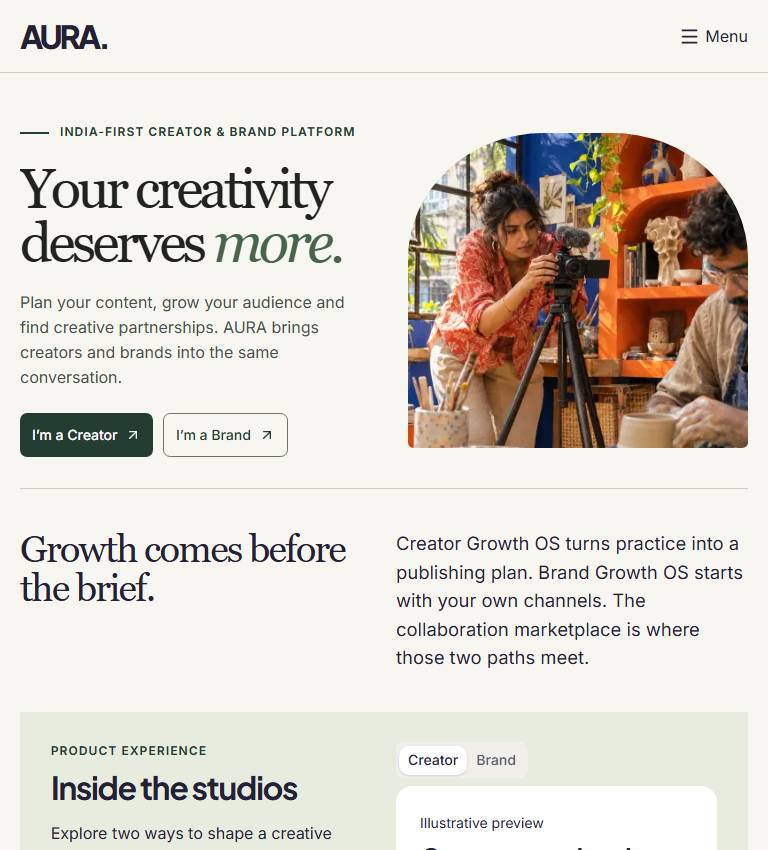 AURA.
Menu
INDIA-FIRST CREATOR & BRAND PLATFORM
Your creativity
deserves more.
Plan your content, grow your audience and
find creative partnerships. AURA brings
creators and brands into the same
conversation.
I'm a Creator
I'm a Brand
Growth comes before
the brief.
Creator Growth OS turns practice into a
publishing plan. Brand Growth OS starts
with your own channels. The
collaboration marketplace is where
those two paths meet.
PRODUCT EXPERIENCE
Inside the studios
Explore two ways to shape a creative
Creator
Brand
Illustrative preview